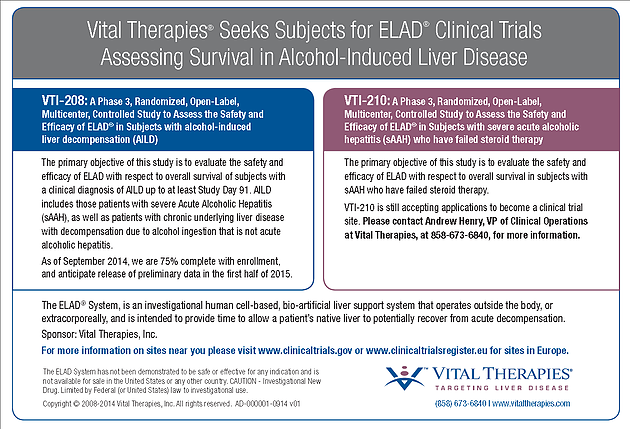 Vital Therapies® Seeks Subjects for ELAD® Clinical Trials
Assessing Survival in Alcohol-Induced Liver Disease
VTI-208: A Phase 3, Randomized, Open-Label,
Multicenter, Controlled Study to Assess the Safety and
Efficacy of ELAD® in Subjects with alcohol-induced
liver decompensation (AILD)
The primary objective of this study is to evaluate the safety and
efficacy of ELAD with respect to overall survival of subjects with
a clinical diagnosis of AILD up to at least Study Day 91. AILD
includes those patients with severe Acute Alcoholic Hepatitis
(sAAH), as well as patients with chronic underlying liver disease
with decompensation due to alcohol ingestion that is not acute
alcoholic hepatitis.
As of September 2014, we are 75% complete with enrollment,
and anticipate release of preliminary data in the first half of 2015.
VTI-210: A Phase 3, Randomized, Open-Label,
Multicenter, Controlled Study to Assess the Safety and
Efficacy of ELAD® in Subjects with severe acute alcoholic
hepatitis (sAAH) who have failed steroid therapy
The primary objective of this study is to evaluate the safety and
efficacy of ELAD with respect to overall survival in subjects with
sAAH who have failed steroid therapy.
VTI-210 is still accepting applications to become a clinical trial
site. Please contact Andrew Henry, VP of Clinical Operations
at Vital Therapies, at 858-673-6840, for more information.
The ELAD® System, is an investigational human cell-based, bio-artificial liver support system that operates outside the body, or
extracorporeally, and is intended to provide time to allow a patient's native liver to potentially recover from acute decompensation.
Sponsor: Vital Therapies, Inc.
For more information on sites near you please visit www.clinicaltrials.gov or www.clinicaltrialsregister.eu for sites in Europe.
The ELAD System has not been demonstrated to be safe or effective for any indication and is
not available for sale in the United States or any other country. CAUTION - Investigational New
Drug. Limited by Federal (or United States) law to investigational use.
Copyright © 2008-2014 Vital Therapies, Inc. All rights reserved. AD-000001-0914 v01
VITAL THERAPIES®
TARGETING LIVER DISEASE
(858) 673-6840 | www.vitaltherapies.com